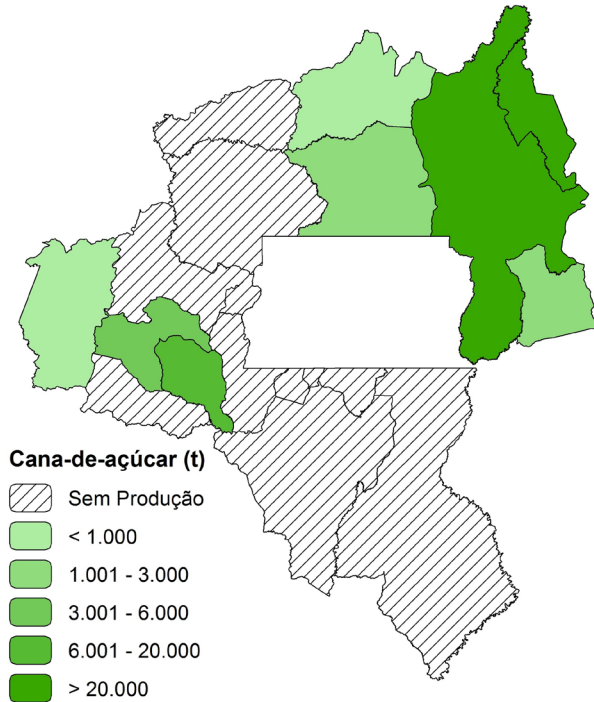 Cana-de-açúcar (t)
Sem Produção
< 1.000
1.001 - 3.000
3.001 - 6.000
6.001 - 20.000
> 20.000